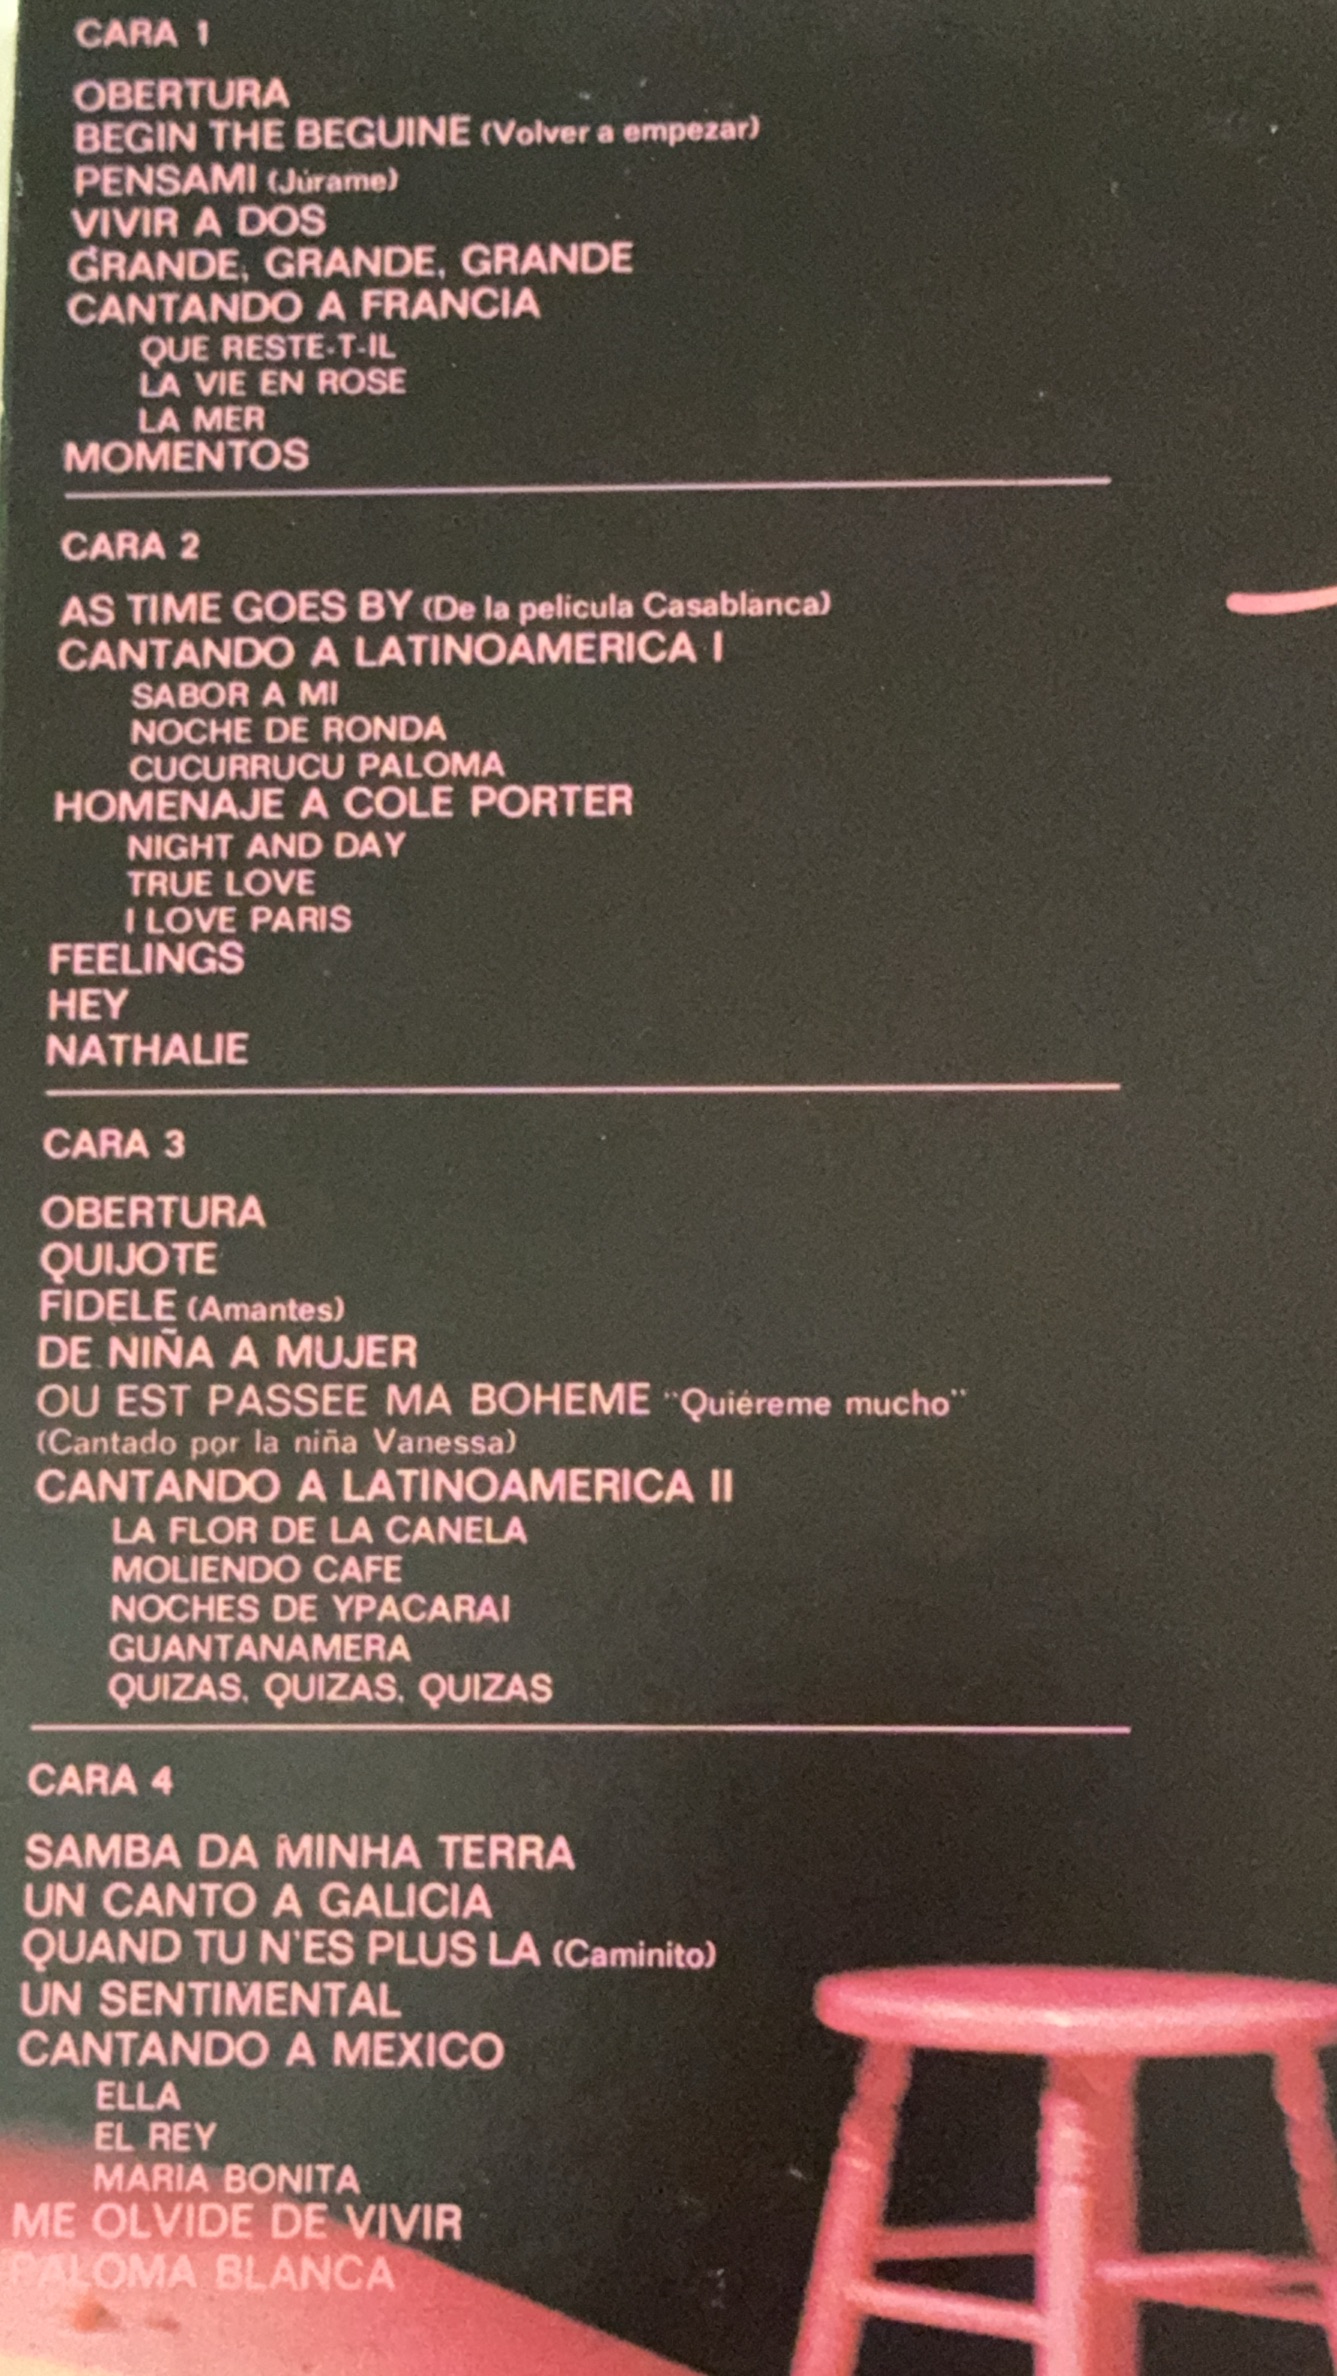 CARA 1
OBERTURA
BEGIN THE BEGUINE (Volver a empezar)
PENSAMI (Júrame)
VIVIR A DOS
GRANDE, GRANDE, GRANDE
CANTANDO A FRANCIA
QUE RESTE-T-IL
LA VIE EN ROSE
LA MER
MOMENTOS
CARA 2
AS TIME GOES BY (De la película Casablanca)
CANTANDO A LATINOAMERICA I
SABOR A MI
NOCHE DE RONDA
CUCURRUCU PALOMA
HOMENAJE A COLE PORTER
NIGHT AND DAY
TRUE LOVE
I LOVE PARIS
FEELINGS
HEY
NATHALIE
CARA 3
OBERTURA
QUIJOTE
FIDELE (Amantes)
DE NIÑA A MUJER
OU EST PASSEE MA BOHEME "Quiéreme mucho"
(Cantado por la niña Vanessa)
CANTANDO A LATINOAMERICA II
LA FLOR DE LA CANELA
MOLIENDO CAFE
NOCHES DE YPACARAI
GUANTANAMERA
QUIZAS, QUIZAS, QUIZAS
CARA 4
SAMBA DA MINHA TERRA
UN CANTO A GALICIA
QUAND TU N'ES PLUS LA (Caminito)
UN SENTIMENTAL
CANTANDO A MEXICO
ELLA
EL REY
MARIA BONITA
ME OLVIDE DE VIVIR
PALOMA BLANCA